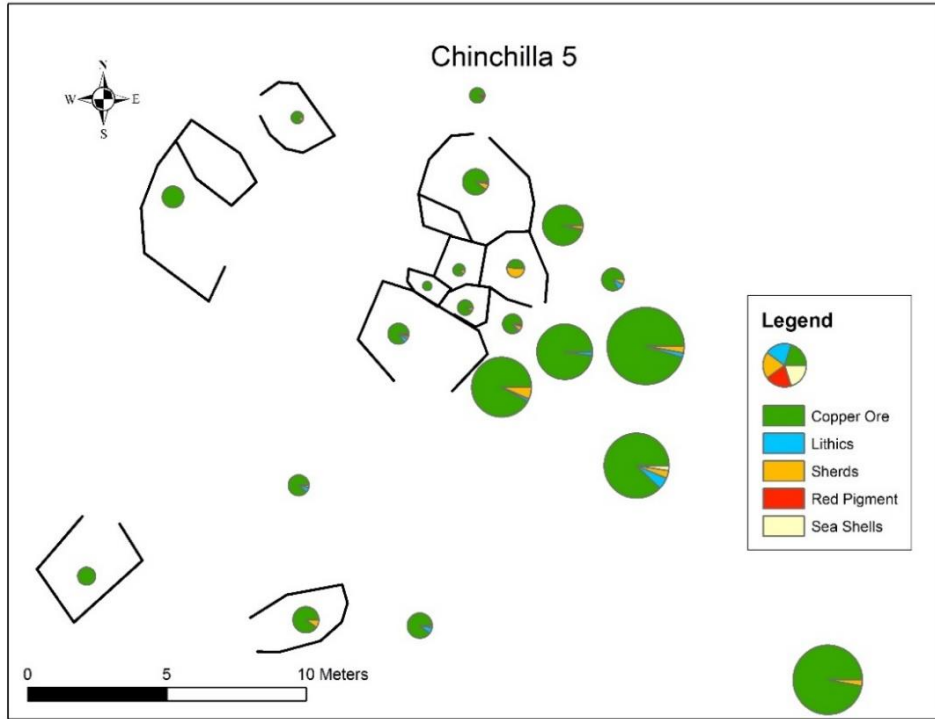 Chinchilla 5
N
W E
S
Legend
Copper Ore
Lithics
Sherds
Red Pigment
Sea Shells
0 5 10 Meters